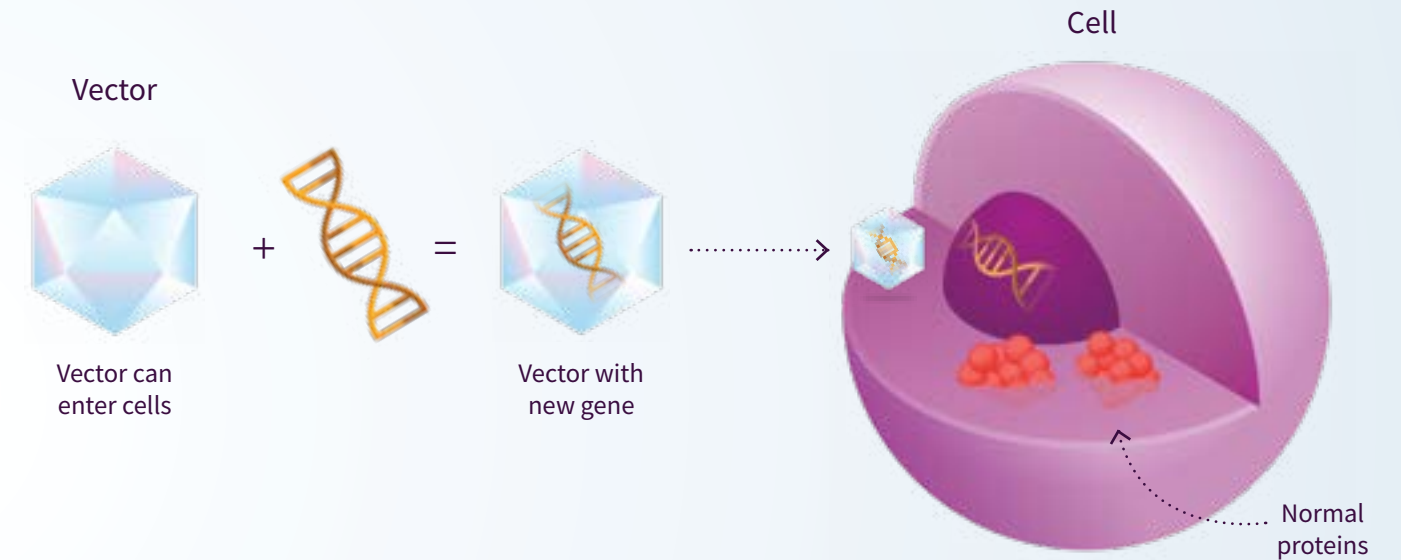 Cell
Vector
+
=
Vector can
enter cells
Vector with
new gene
Normal
proteins